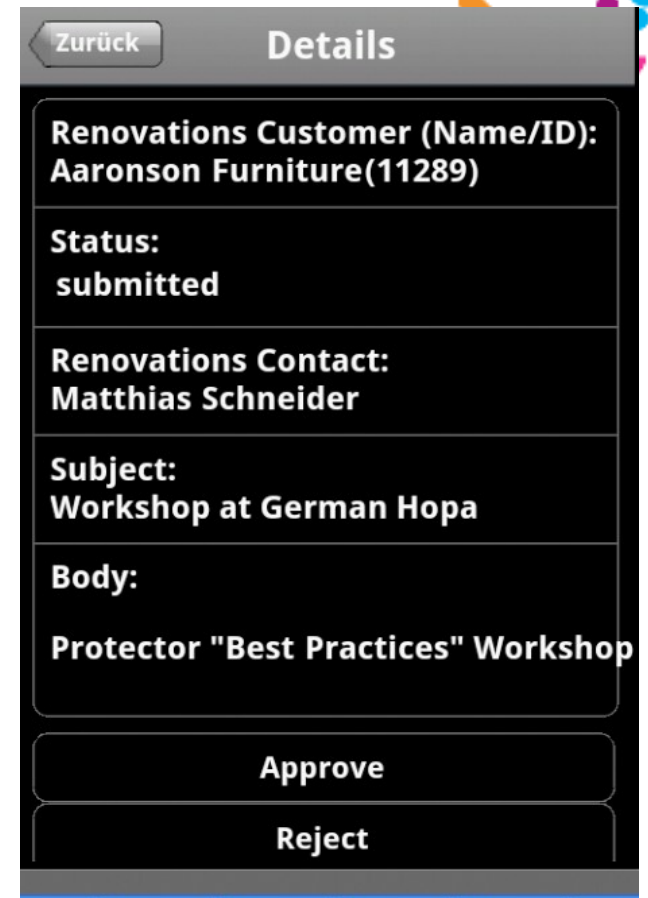 Zurück
Details
Renovations Customer (Name/ID):
Aaronson Furniture(11289)
Status:
submitted
Renovations Contact:
Matthias Schneider
Subject:
Workshop at German Hopa
Body:
Protector "Best Practices" Workshop
Approve
Reject